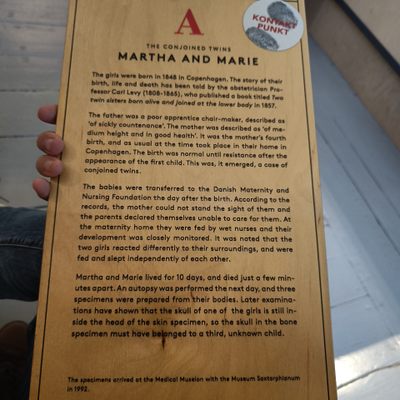 A
KONTAKT
PUNKT
THE CONJOINED TWINS
MARTHA AND MARIE
The girls were born in 1848 in Copenhagen. The story of their
birth, life and death has been told by the obstetrician Pro-
fessor Carl Levy (1808-1865), who published a book titled Two
twin sisters born alive and joined at the lower body in 1857.
The father was a poor apprentice chair-maker, described as
'of sickly countenance'. The mother was described as 'of me-
dium height and in good health'. It was the mother's fourth
birth, and as usual at the time took place in their home in
Copenhagen. The birth was normal until resistance after the
appearance of the first child. This was, it emerged, a case of
conjoined twins.
The babies were transferred to the Danish Maternity and
Nursing Foundation the day after birth. According to the
records, the mother could not stand the sight of them and
the parents declared themselves unable to care for them. At
the maternity home they were fed by wet nurses and their
development was closely monitored. It was noted that the
two girls reacted differently to their surroundings, and were
fed and slept independently of each other.
Martha and Marie lived for 10 days, and died just a few min-
utes apart. An autopsy was performed the next day, and three
specimens were prepared from their bodies. Later examina-
tions have shown that the skull of one of the girls is still in-
side the head of the skin specimen, so the skull in the bone
specimen must have belonged to a third, unknown child.
The specimens arrived at the Medical Museion with the Museum Saxtorphianum
in 1992.